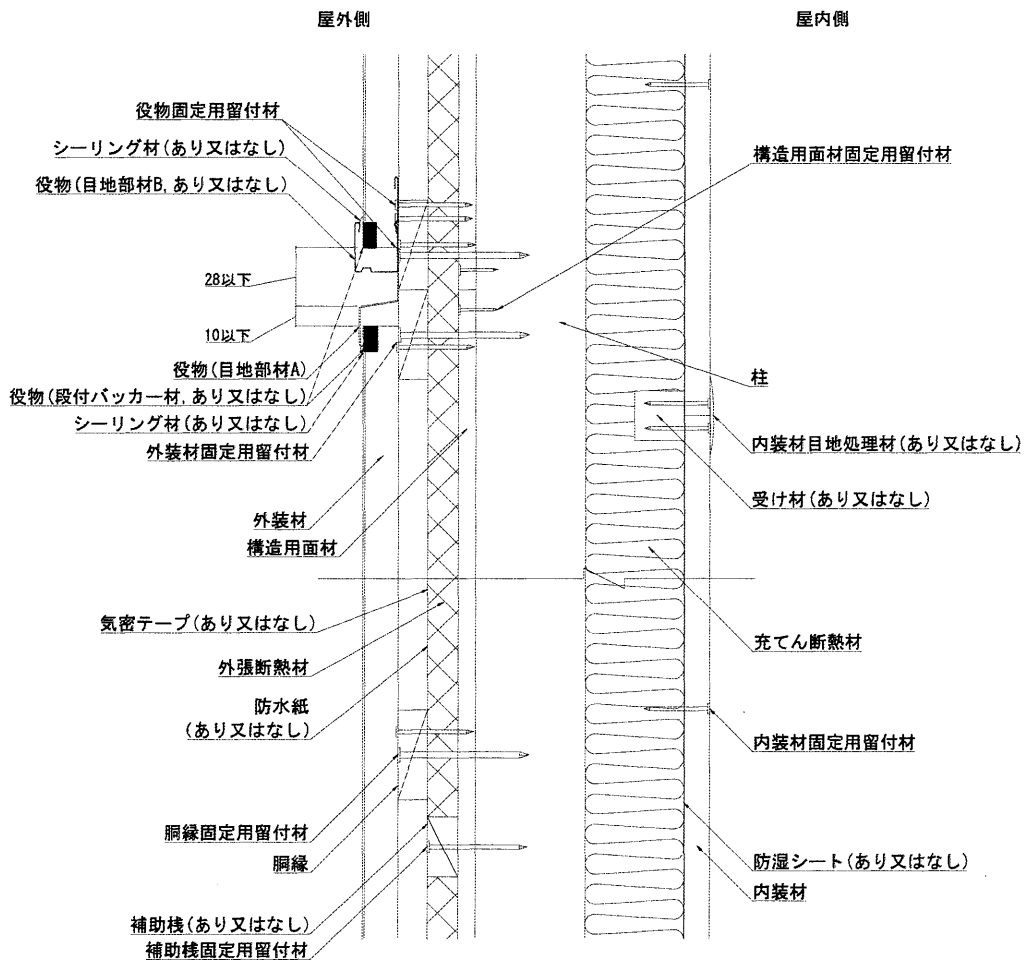 屋外側
屋内側
役物固定用留付材
シーリング材(あり又はなし)
役物(目地部材B, あり又はなし)
28以下
10以下
役物(目地部材A)
役物(段付バッカー材, あり又はなし)
シーリング材(あり又はなし)
外装材固定用留付材
外装材
構造用面材
気密テープ(あり又はなし)
外張断熱材
防水紙
(あり又はなし)
胴縁固定用留付材
胴縁
補助桟(あり又はなし)
補助桟固定用留付材
構造用面材固定用留付材
柱
内装材目地処理材(あり又はなし)
受け材(あり又はなし)
充てん断熱材
内装材固定用留付材
防湿シート(あり又はなし)
内装材